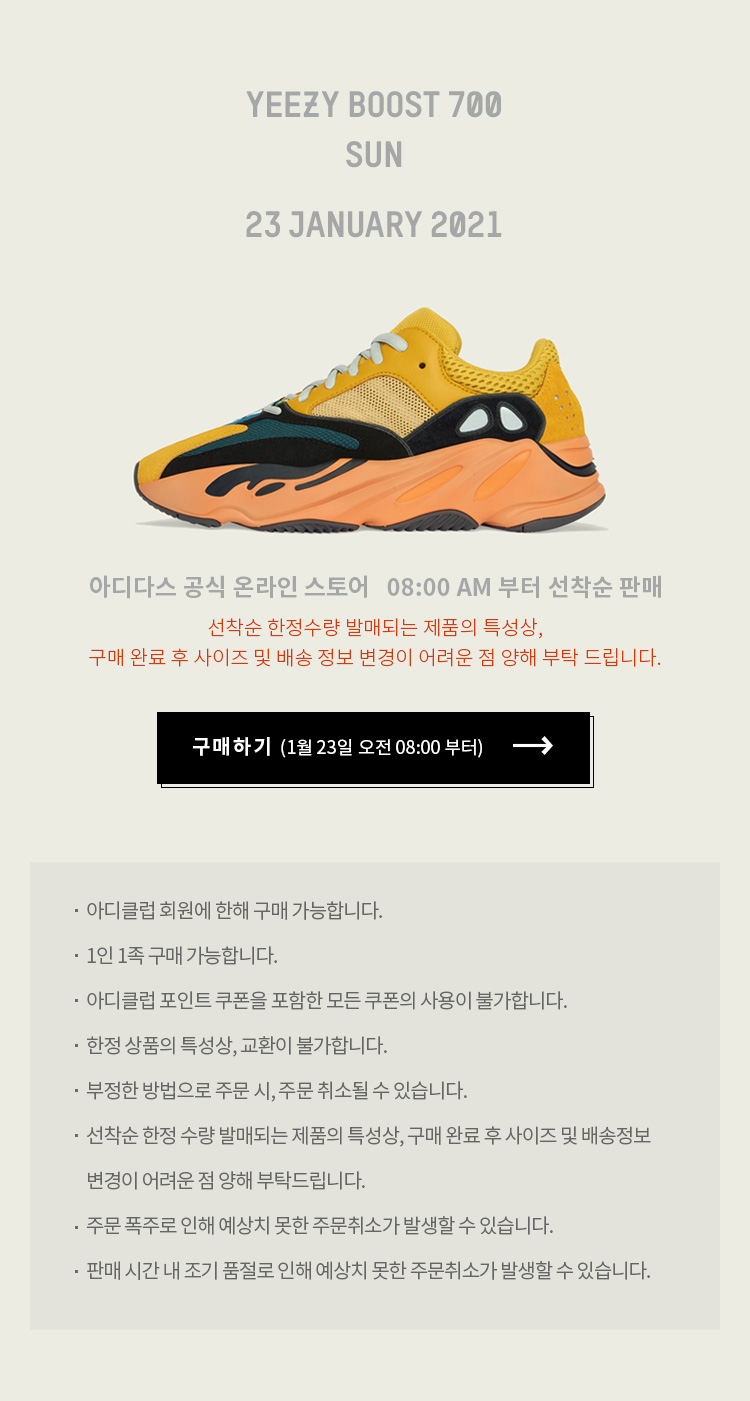 YEEZY BOOST 700
SUN
23 JANUARY 2021
아디다스 공식 온라인 스토어 08:00 AM 부터 선착순 판매
선착순 한정수량 발매되는 제품의 특성상,
구매 완료 후 사이즈 및 배송 정보 변경이 어려운 점 양해 부탁 드립니다.
구매하기 (1월 23일 오전 08:00 부터) →
· 아디클럽 회원에 한해 구매 가능합니다.
· 1인 1족 구매 가능합니다.
· 아디클럽 포인트 쿠폰을 포함한 모든 쿠폰의 사용이 불가합니다.
· 한정 상품의 특성상, 교환이 불가합니다.
· 부정한 방법으로 주문 시, 주문 취소될 수 있습니다.
· 선착순 한정 수량 발매되는 제품의 특성상, 구매 완료 후 사이즈 및 배송정보
변경이 어려운 점 양해 부탁드립니다.
· 주문 폭주로 인해 예상치 못한 주문취소가 발생할 수 있습니다.
· 판매 시간 내 조기 품절로 인해 예상치 못한 주문취소가 발생할 수 있습니다.